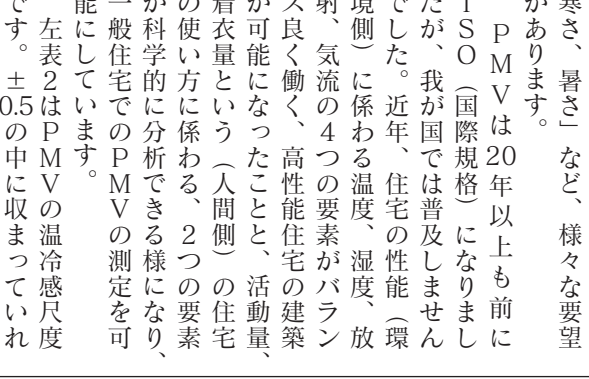 寒さ、暑さ」など、様々な要望
があります。
PMVは20年以上も前に
ISO（国際規格）になりまし
たが、我が国では普及しません
でした。近年、住宅の性能（環
境側）に係わる温度、湿度、放
射、気流の4つの要素がバラン
ス良く働く、高性能住宅の建築
が可能になったことと、活動量、
着衣量という（人間側）の住宅
の使い方に係わる、2つの要素
が科学的に分析できる様になり、
一般住宅でのPMVの測定を可
能にしています。
左表2はPMVの温冷感尺度
です。±0.5の中に収まっていれ